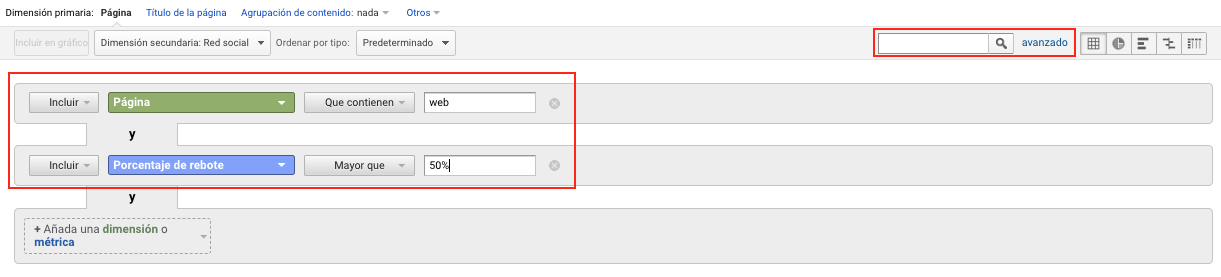 Dimensión primaria: Página Título de la página Agrupación de contenido: nada Otros
Incluir en gráfico Dimensión secundaria: Red social Ordenar por tipo: Predeterminado avanzado
Incluir Página Que contienen web
y
Incluir Porcentaje de rebote Mayor que 50%
y
+ Añada una dimensión o
métrica